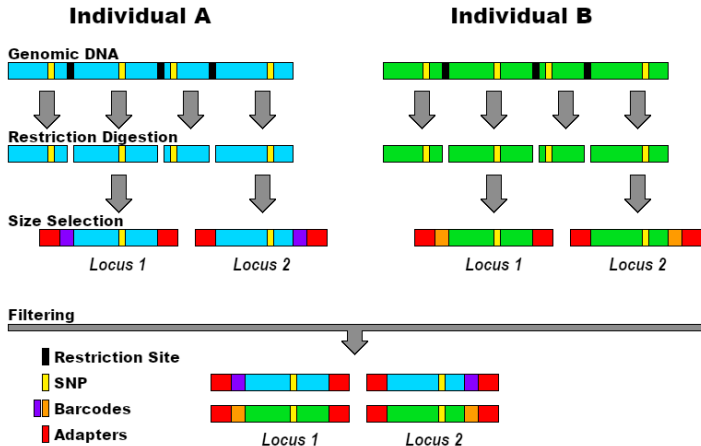 Individual A
Individual B
Genomic DNA
Restriction Digestion
Size Selection
Locus 1
Locus 2
Locus 1
Locus 2
Filtering
Restriction Site
SNP
Barcodes
Adapters
Locus 1
Locus 2